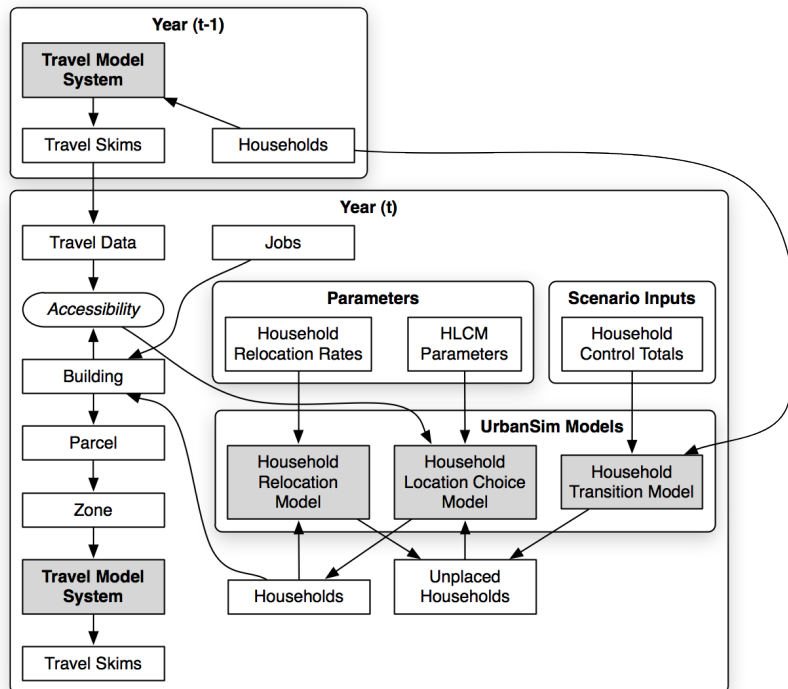 Year (t-1)
Travel Model
System
Travel Skims
Households
Year (t)
Travel Data
Jobs
Accessibility
Parameters
Scenario Inputs
Household
Relocation Rates
HLCM
Parameters
Household
Control Totals
Building
UrbanSim Models
Parcel
Household
Relocation
Model
Household
Location Choice
Model
Household
Transition Model
Zone
Travel Model
System
Households
Unplaced
Households
Travel Skims